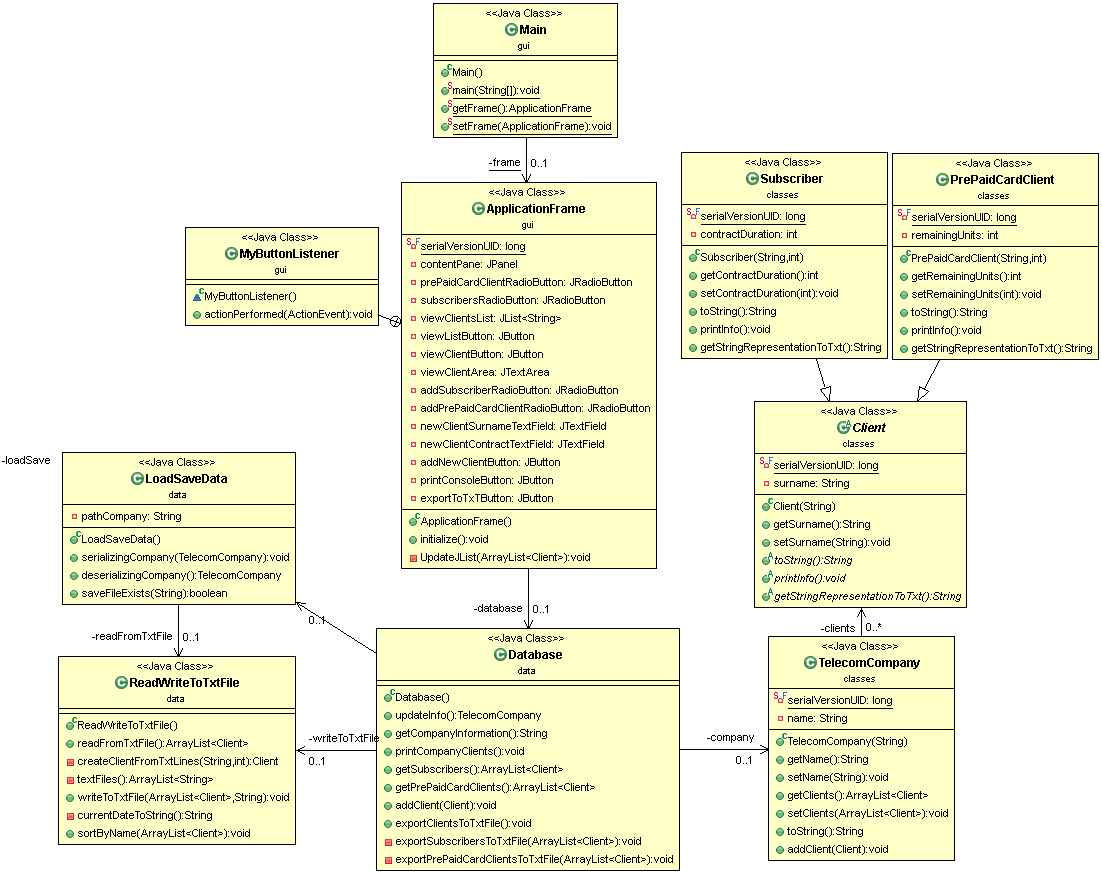 <<Java Class>>
Main
gui
Main()
main(String[]):void
getFrame():ApplicationFrame
setFrame(ApplicationFrame):void
-frame
0..1
<<Java Class>>
ApplicationFrame
gui
serialVersionUID: long
contentPane: JPanel
prePaidCardClientRadioButton: JRadioButton
subscribersRadioButton: JRadioButton
viewClientsList: JList<String>
viewListButton: JButton
viewClientButton: JButton
viewClientArea: JTextArea
addSubscriberRadioButton: JRadioButton
addPrePaidCardClientRadioButton: JRadioButton
newClientSurnameTextField: JTextField
newClientContractTextField: JTextField
addNewClientButton: JButton
printConsoleButton: JButton
exportToTxTButton: JButton
ApplicationFrame()
initialize():void
UpdateJList(ArrayList<Client>):void
<<Java Class>>
MyButtonListener
gui
MyButtonListener()
actionPerformed(ActionEvent):void
<<Java Class>>
Subscriber
classes
serialVersionUID: long
contractDuration: int
Subscriber(String,int)
getContractDuration():int
setContractDuration(int):void
toString():String
printInfo():void
getStringRepresentationToTxt():String
<<Java Class>>
PrePaidCardClient
classes
serialVersionUID: long
remainingUnits: int
PrePaidCardClient(String,int)
getRemainingUnits():int
setRemainingUnits(int):void
toString():String
printInfo():void
getStringRepresentationToTxt():String
<<Java Class>>
Client
classes
serialVersionUID: long
surname: String
Client(String)
getSurname():String
setSurname(String):void
toString():String
printInfo():void
getStringRepresentationToTxt():String
-clients
0..*
-loadSave
<<Java Class>>
LoadSaveData
data
pathCompany: String
LoadSaveData()
serializingCompany(TelecomCompany):void
deserializingCompany():TelecomCompany
saveFileExists(String):boolean
-readFromTxtFile
0..1
0..1
-database
0..1
<<Java Class>>
ReadWriteToTxtFile
data
ReadWriteToTxtFile()
readFromTxtFile():ArrayList<Client>
createClientFromTxtLines(String,int):Client
textFiles():ArrayList<String>
writeToTxtFile(ArrayList<Client>,String):void
currentDateToString():String
sortByName(ArrayList<Client>):void
-writeToTxtFile
0..1
<<Java Class>>
Database
data
Database()
updateInfo():TelecomCompany
getCompanyInformation():String
printCompanyClients():void
getSubscribers():ArrayList<Client>
getPrePaidCardClients():ArrayList<Client>
addClient(Client):void
exportClientsToTxtFile():void
exportSubscribersToTxtFile(ArrayList<Client>):void
exportPrePaidCardClientsToTxtFile(ArrayList<Client>):void
-company
0..1
<<Java Class>>
TelecomCompany
classes
serialVersionUID: long
name: String
TelecomCompany(String)
getName():String
setName(String):void
getClients():ArrayList<Client>
setClients(ArrayList<Client>):void
toString():String
addClient(Client):void